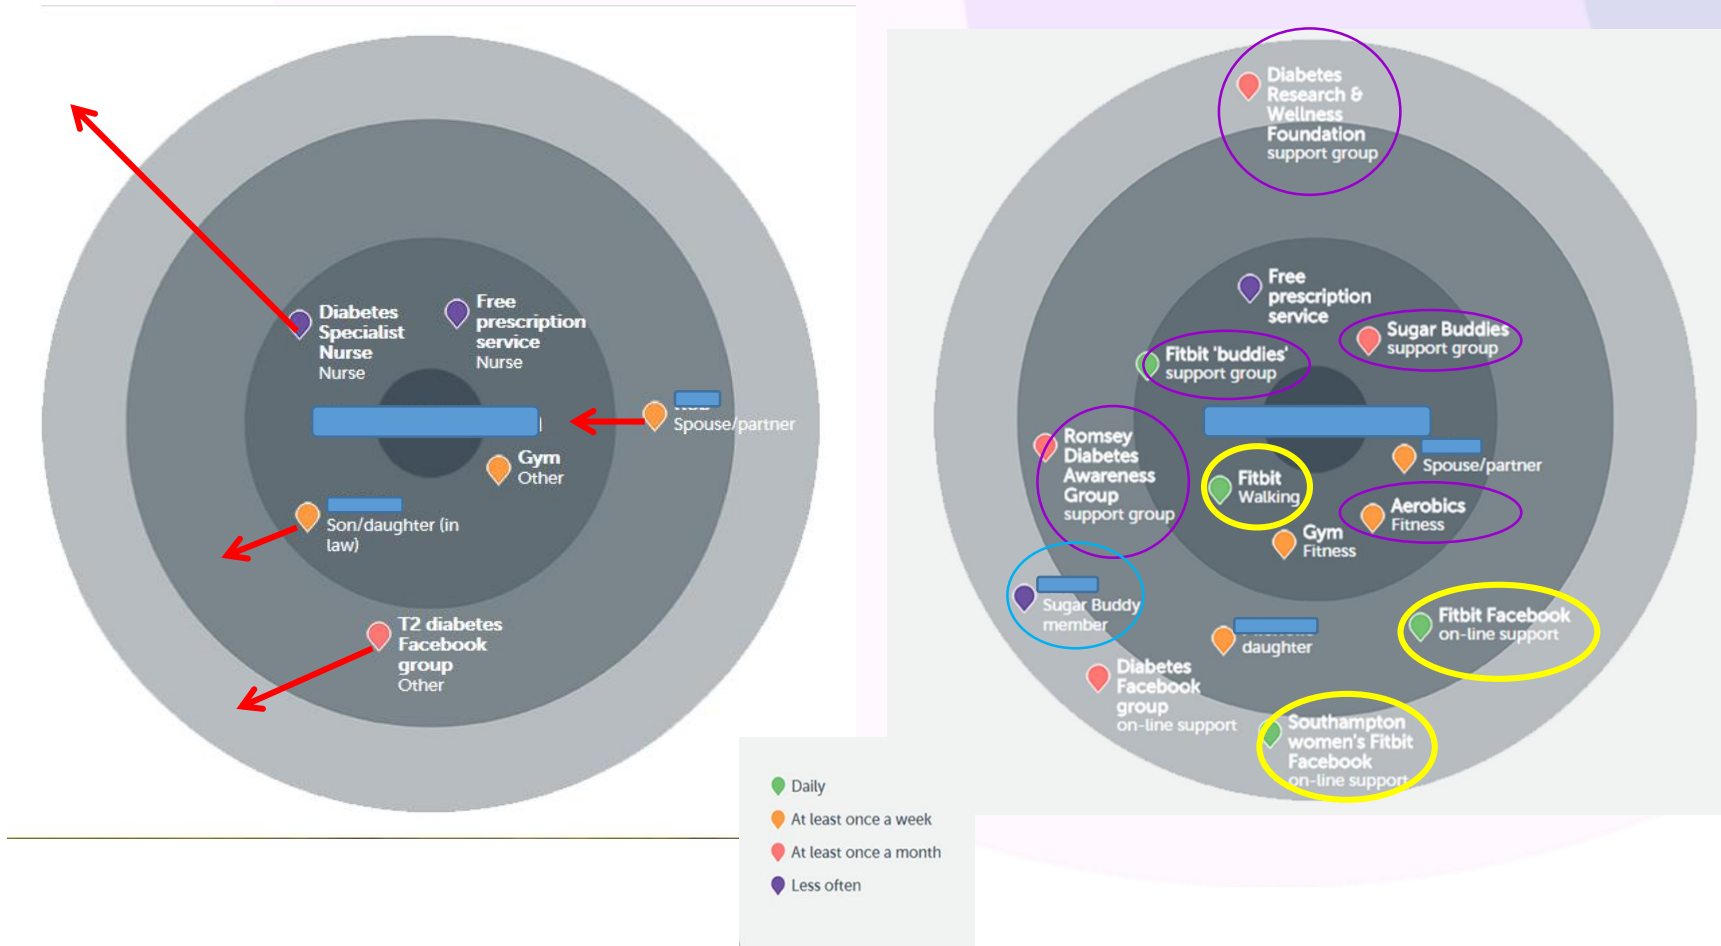 Diabetes
Specialist
Nurse
Nurse
Free
prescription
service
Nurse
Spouse/partner
Gym
Other
Son/daughter (in
law)
T2 diabetes
Facebook
group
Other
Diabetes
Research &
Wellness
Foundation
support group
Free
prescription
service
Sugar Buddies
support group
Fitbit 'buddies'
support group
Romsey
Diabetes
Awareness
Group
support group
Spouse/partner
Fitbit
Walking
Aerobics
Fitness
Gym
Fitness
Sugar Buddy
member
daughter
Fitbit Facebook
on-line support
Diabetes
Facebook
group
on-line support
Southampton
women's Fitbit
Facebook
on-line support
Daily
At least once a week
At least once a month
Less often